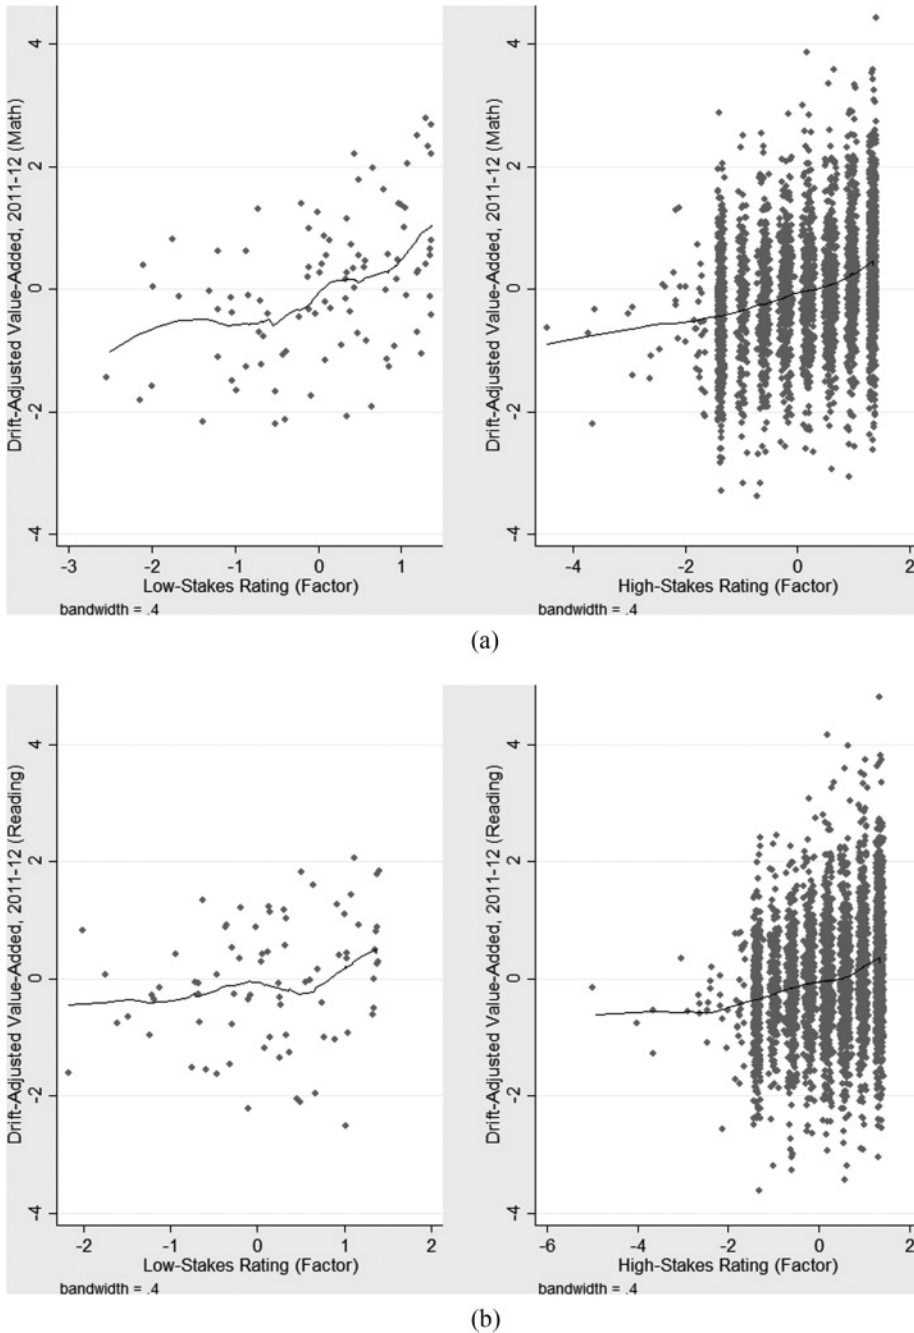 Drift-Adjusted Value-Added, 2011-12 (Math)
4
2
0
-2
-4
-3
-2
-1
0
1
Low-Stakes Rating (Factor)
bandwidth = .4
Drift-Adjusted Value-Added, 2011-12 (Math)
4
2
0
-2
-4
-4
-2
0
2
High-Stakes Rating (Factor)
bandwidth = .4
(a)
Drift-Adjusted Value-Added, 2011-12 (Reading)
4
2
0
-2
-4
-2
-1
0
1
2
Low-Stakes Rating (Factor)
bandwidth = .4
Drift-Adjusted Value-Added, 2011-12 (Reading)
4
2
0
-2
-4
-6
-4
-2
0
2
High-Stakes Rating (Factor)
bandwidth = .4
(b)